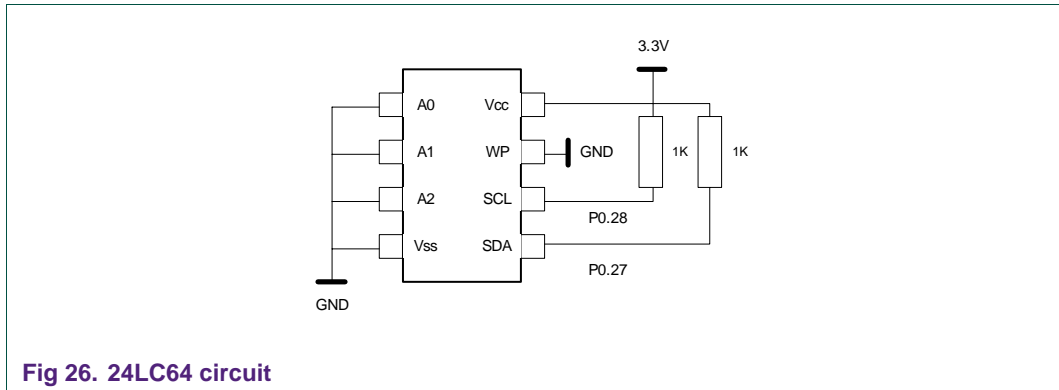 3.3V
A0
Vcc
A1
WP
GND
1K
1K
A2
SCL
P0.28
Vss
SDA
P0.27
GND
Fig 26. 24LC64 circuit